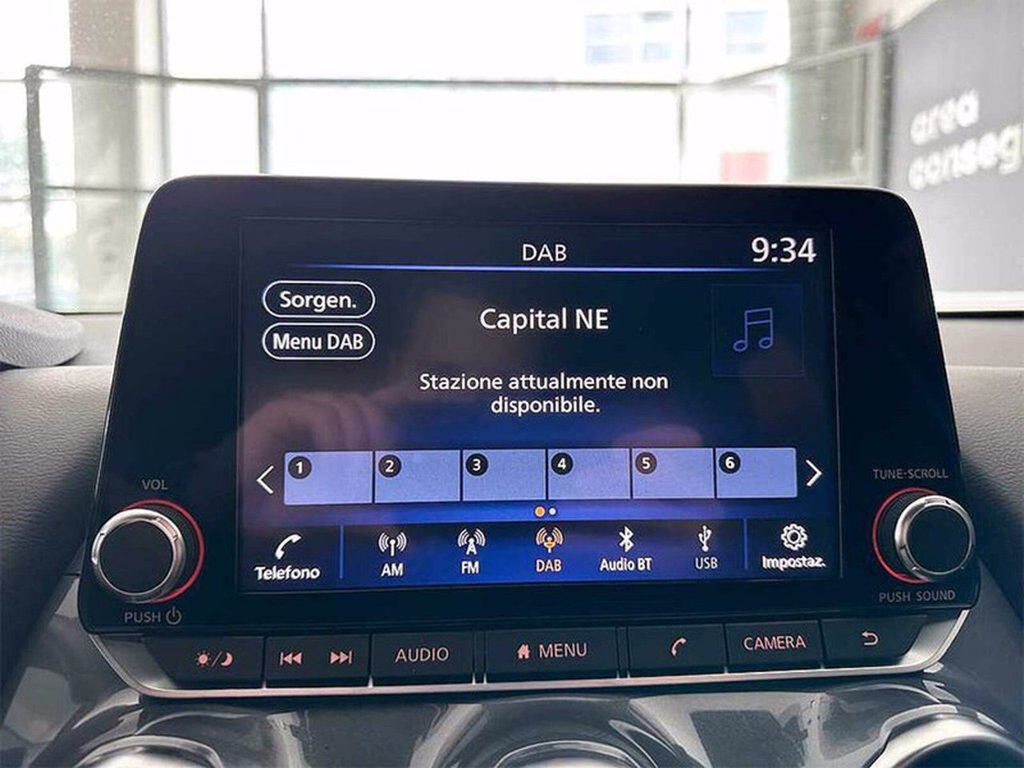 area
conseg
DAB
9:34
Sorgen.
Menu DAB
Capital NE
Stazione attualmente non
disponibile.
1 2 3 4 5 6
Telefono
AM
FM
DAB
Audio BT
USB
Impostaz.
VOL
PUSH
TUNE·SCROLL
PUSH SOUND
AUDIO
MENU
CAMERA